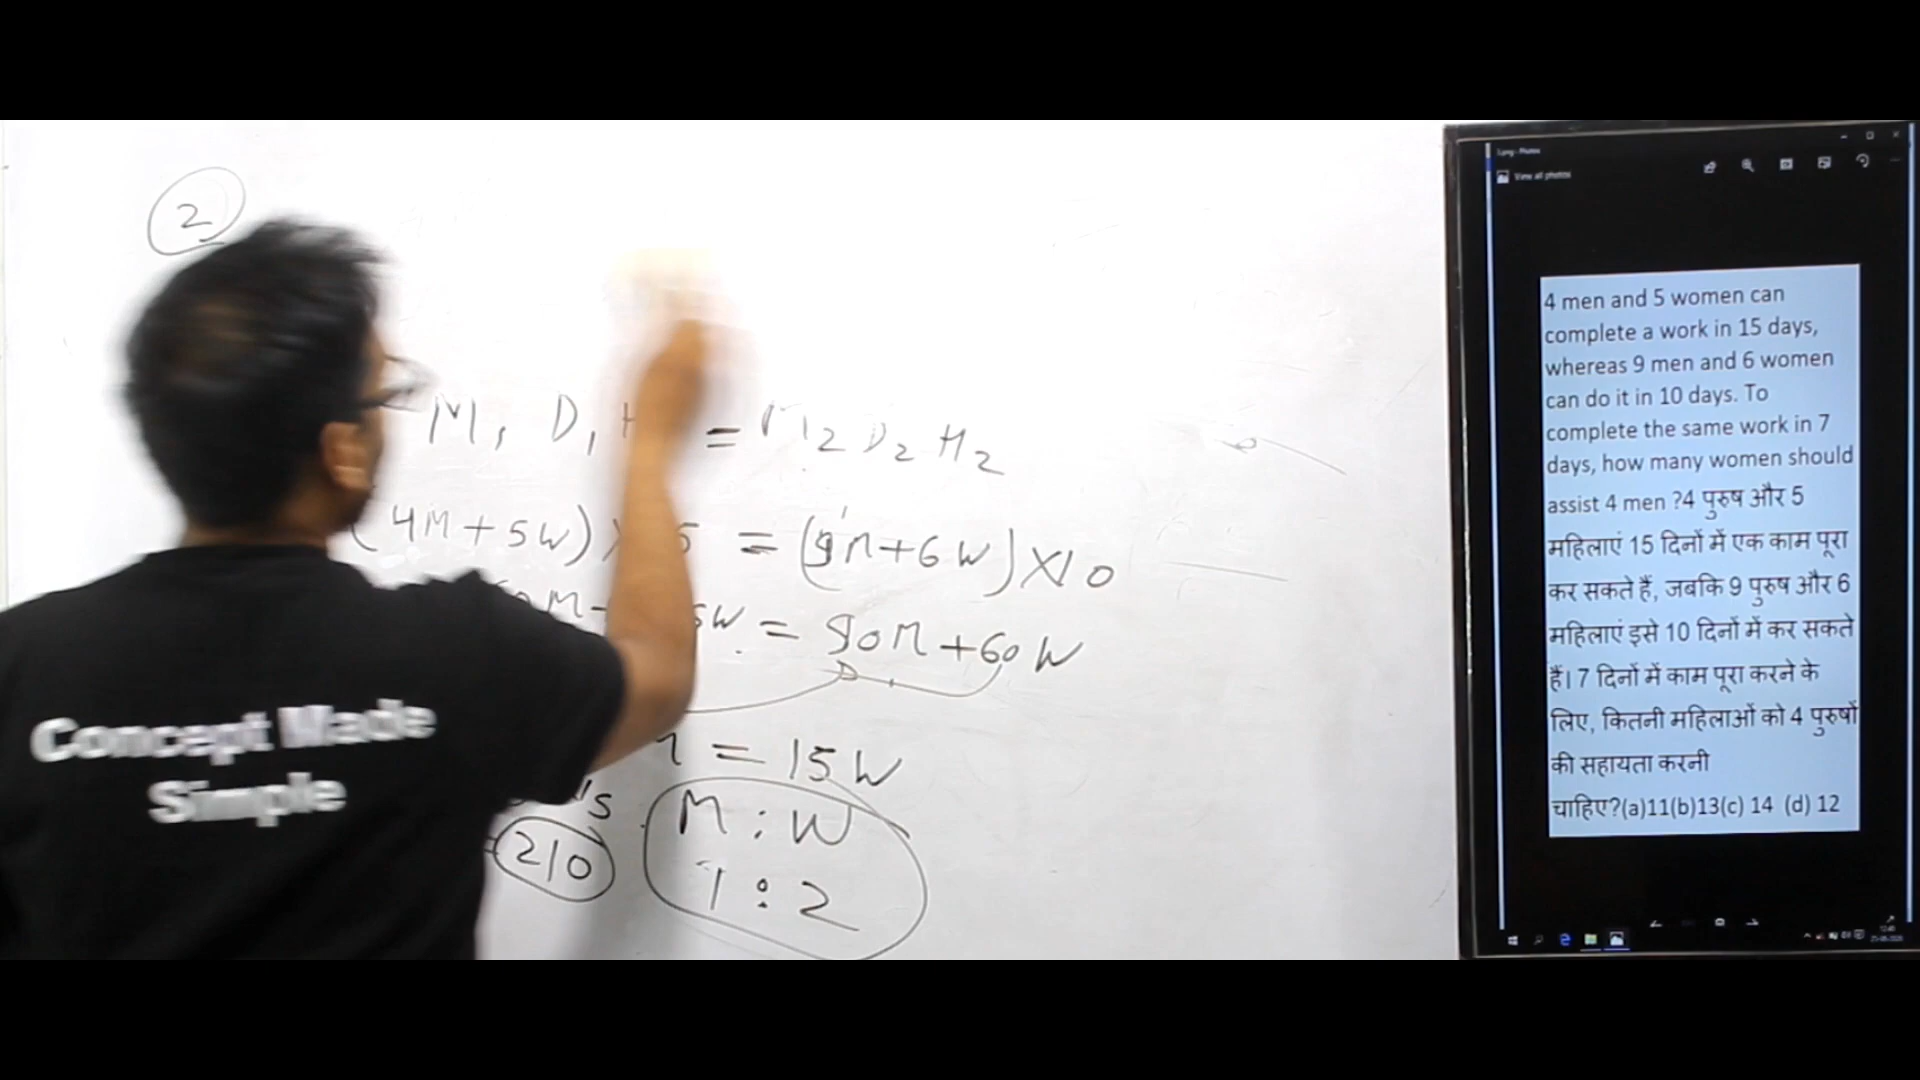 2
M1 D1 H = M2 D2 H2
(4M+5W) × 5 = (9M+6W)×10
M W = 90M+60W
= 15W
M : W
210
1 : 2
Concept Made
Simple
View all photos
4 men and 5 women can
complete a work in 15 days,
whereas 9 men and 6 women
can do it in 10 days. To
complete the same work in 7
days, how many women should
assist 4 men ?4 पुरुष और 5
महिलाएं 15 दिनों में एक काम पूरा
कर सकते हैं, जबकि 9 पुरुष और 6
महिलाएं इसे 10 दिनों में कर सकते
हैं। 7 दिनों में काम पूरा करने के
लिए, कितनी महिलाओं को 4 पुरुषों
की सहायता करनी
चाहिए?(a)11(b)13(c) 14 (d) 12